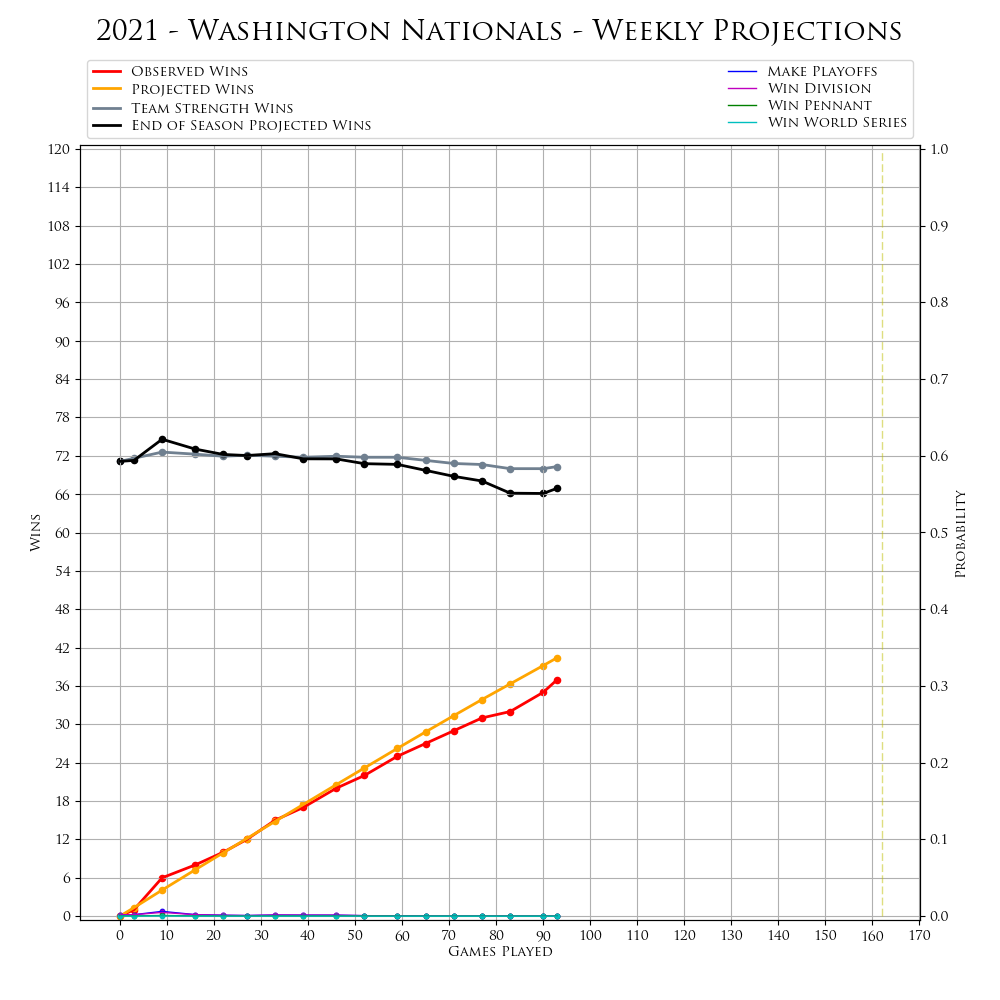 2021 - Washington Nationals - Weekly Projections
Observed Wins
Projected Wins
Team Strength Wins
End of Season Projected Wins
Make Playoffs
Win Division
Win Pennant
Win World Series
120
114
108
102
96
90
84
78
72
66
60
54
48
42
36
30
24
18
12
6
0
Wins
1.0
0.9
0.8
0.7
0.6
0.5
0.4
0.3
0.2
0.1
0.0
Probability
0 10 20 30 40 50 60 70 80 90 100 110 120 130 140 150 160 170
Games Played